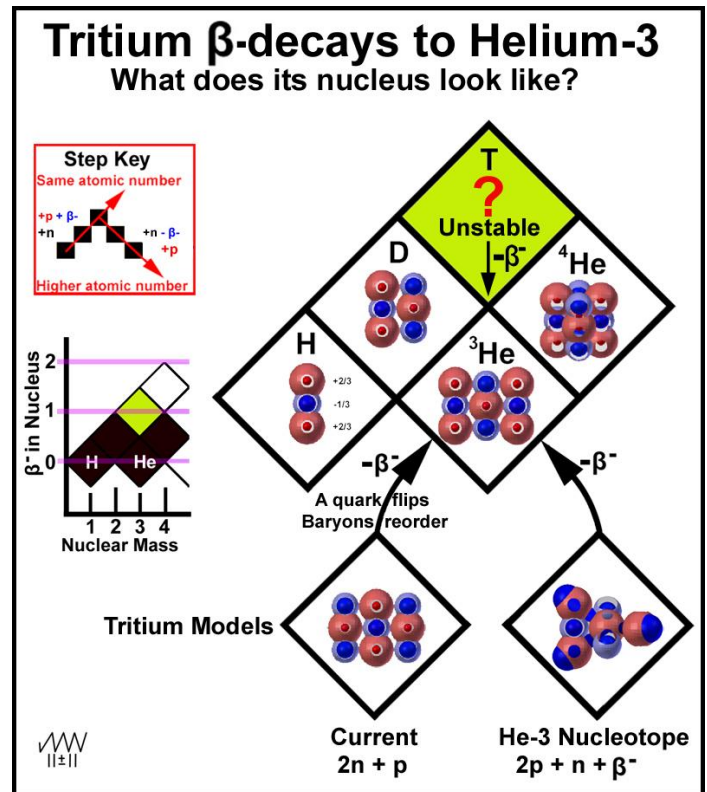 Tritium β-decays to Helium-3
What does its nucleus look like?
Step Key
Same atomic number
+p + β-
+n
+n - β-
+p
Higher atomic number
T
?
Unstable
-β⁻
D
⁴He
H
+2/3
-1/3
+2/3
³He
β⁻ in Nucleus
2
1
0
H He
1 2 3 4
Nuclear Mass
-β⁻
-β⁻
A quark flips
Baryons reorder
Tritium Models
Current
2n + p
He-3 Nucleotope
2p + n + β⁻
||±||